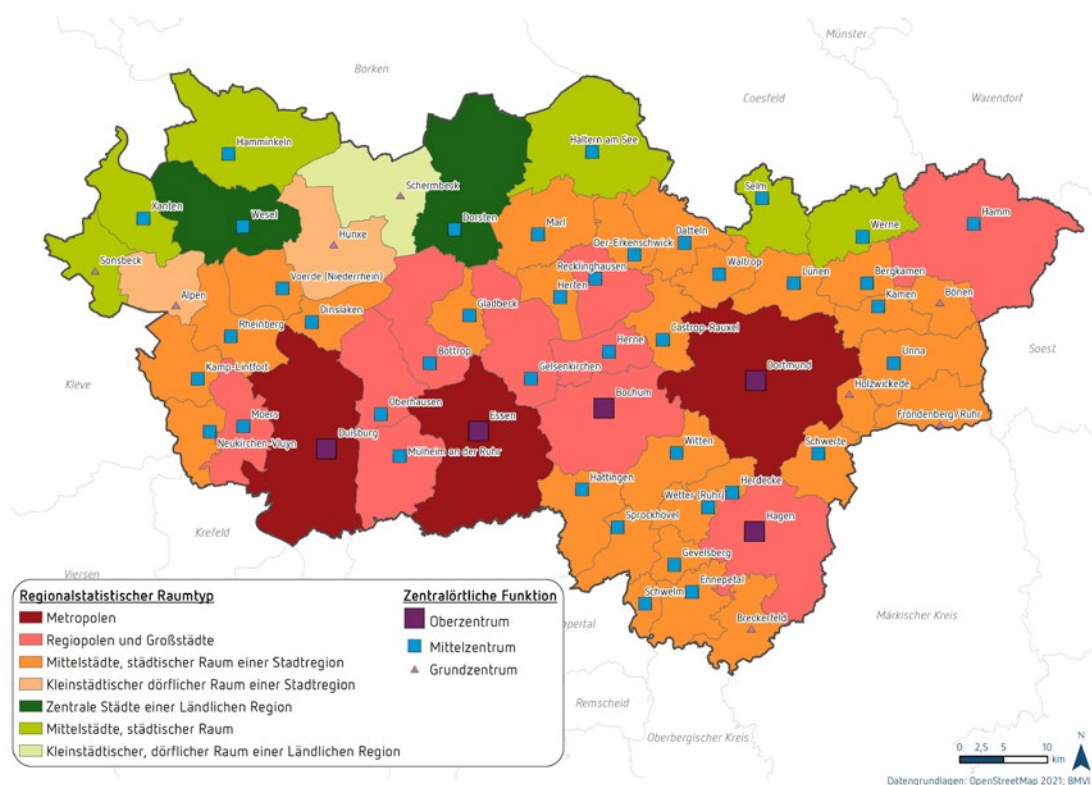 Münster
Borken
Coesfeld
Warendorf
Hamminkeln
Haltern am See
Schermbeck
Selm
Xanten
Wesel
Dorsten
Marl
Werne
Hamm
Hünxe
Datteln
Oer-Erkenschwick
Sonsbeck
Voerde (Niederrhein)
Recklinghausen
Waltrop
Lünen
Bergkamen
Alpen
Gladbeck
Herten
Kamen
Bönen
Dinslaken
Rheinberg
Castrop-Rauxel
Herne
Soest
Bottrop
Gelsenkirchen
Dortmund
Unna
Kleve
Kamp-Lintfort
Holzwickede
Bochum
Oberhausen
Essen
Fröndenberg/Ruhr
Moers
Duisburg
Neukirchen-Vluyn
Mülheim an der Ruhr
Witten
Schwerte
Hattingen
Herdecke
Wetter (Ruhr)
Hagen
Sprockhövel
Krefeld
Gevelsberg
Viersen
Ennepetal
Schwelm
Breckerfeld
Märkischer Kreis
ppertal
Remscheid
Oberbergischer Kreis
Regionalstatistischer Raumtyp
Metropolen
Regiopolen und Großstädte
Mittelstädte, städtischer Raum einer Stadtregion
Kleinstädtischer dörflicher Raum einer Stadtregion
Zentrale Städte einer Ländlichen Region
Mittelstädte, städtischer Raum
Kleinstädtischer, dörflicher Raum einer Ländlichen Region
Zentralörtliche Funktion
Oberzentrum
Mittelzentrum
Grundzentrum
N
0 2,5 5 10
km
Datengrundlagen: OpenStreetMap 2021; BMVI